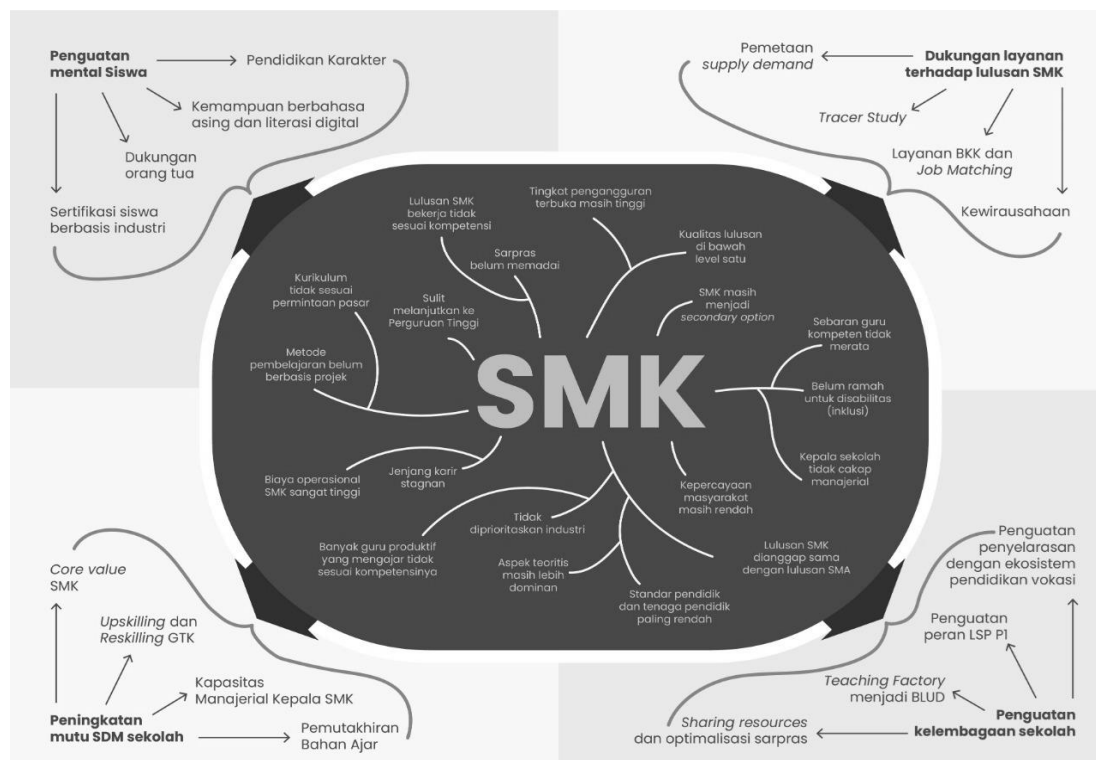 Penguatan
mental Siswa
Pendidikan Karakter
Kemampuan berbahasa
asing dan literasi digital
Dukungan
orang tua
Sertifikasi siswa
berbasis industri
Pemetaan
supply demand
Dukungan layanan
terhadap lulusan SMK
Tracer Study
Layanan BKK dan
Job Matching
Kewirausahaan
Lulusan SMK
bekerja tidak
sesuai kompetensi
Sarpras
belum memadai
Tingkat pengangguran
terbuka masih tinggi
Kualitas lulusan
di bawah
level satu
Kurikulum
tidak sesuai
permintaan pasar
Sulit
melanjutkan ke
Perguruan Tinggi
SMK masih
menjadi
secondary option
Sebaran guru
kompeten tidak
merata
Metode
pembelajaran belum
berbasis projek
SMK
Belum ramah
untuk disabilitas
(inklusi)
Biaya operasional
SMK sangat tinggi
Jenjang karir
stagnan
Kepala sekolah
tidak cakap
manajerial
Kepercayaan
masyarakat
masih rendah
Banyak guru produktif
yang mengajar tidak
sesuai kompetensinya
Tidak
diprioritaskan industri
Aspek teoritis
masih lebih
dominan
Standar pendidik
dan tenaga pendidik
paling rendah
Lulusan SMK
dianggap sama
dengan lulusan SMA
Core value
SMK
Upskilling dan
Reskilling GTK
Kapasitas
Manajerial Kepala SMK
Peningkatan
mutu SDM sekolah
Pemutakhiran
Bahan Ajar
Penguatan
penyelarasan
dengan ekosistem
pendidikan vokasi
Penguatan
peran LSP P1
Teaching Factory
menjadi BLUD
Sharing resources
dan optimalisasi sarpras
Penguatan
kelembagaan sekolah